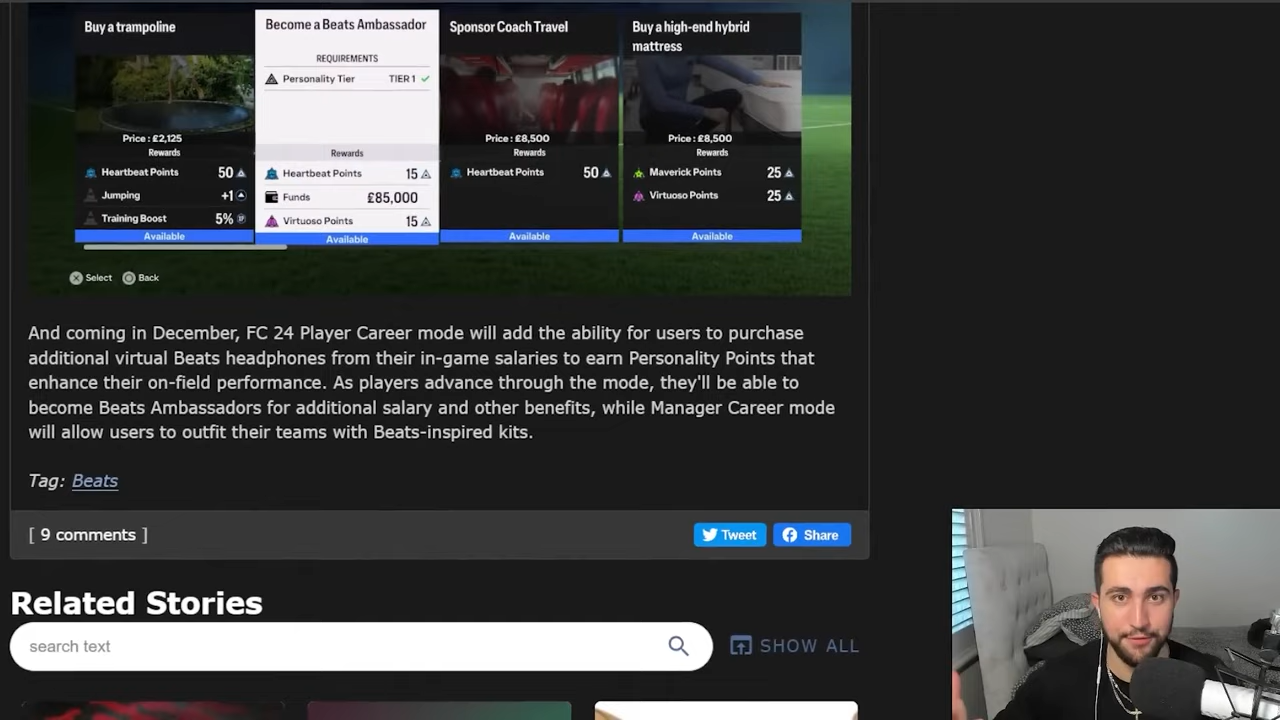 Buy a trampoline
Price : £2,125
Rewards
Heartbeat Points 50
Jumping +1
Training Boost 5%
Available
Become a Beats Ambassador
REQUIREMENTS
Personality Tier TIER 1
Rewards
Heartbeat Points 15
Funds £85,000
Virtuoso Points 15
Available
Sponsor Coach Travel
Price : £8,500
Rewards
Heartbeat Points 50
Available
Buy a high-end hybrid
mattress
Price : £8,500
Rewards
Maverick Points 25
Virtuoso Points 25
Available
Select Back
And coming in December, FC 24 Player Career mode will add the ability for users to purchase
additional virtual Beats headphones from their in-game salaries to earn Personality Points that
enhance their on-field performance. As players advance through the mode, they'll be able to
become Beats Ambassadors for additional salary and other benefits, while Manager Career mode
will allow users to outfit their teams with Beats-inspired kits.
Tag: Beats
[ 9 comments ]
Tweet Share
Related Stories
search text
SHOW ALL